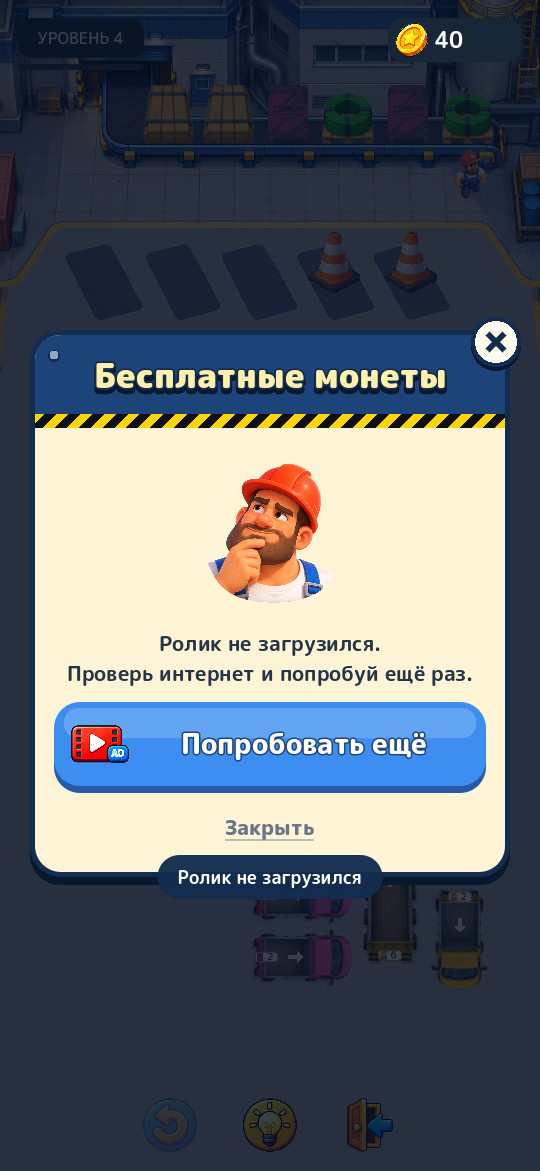 УРОВЕНЬ 4
40
Бесплатные монеты
Ролик не загрузился.
Проверь интернет и попробуй ещё раз.
AD
Попробовать ещё
Закрыть
Ролик не загрузился